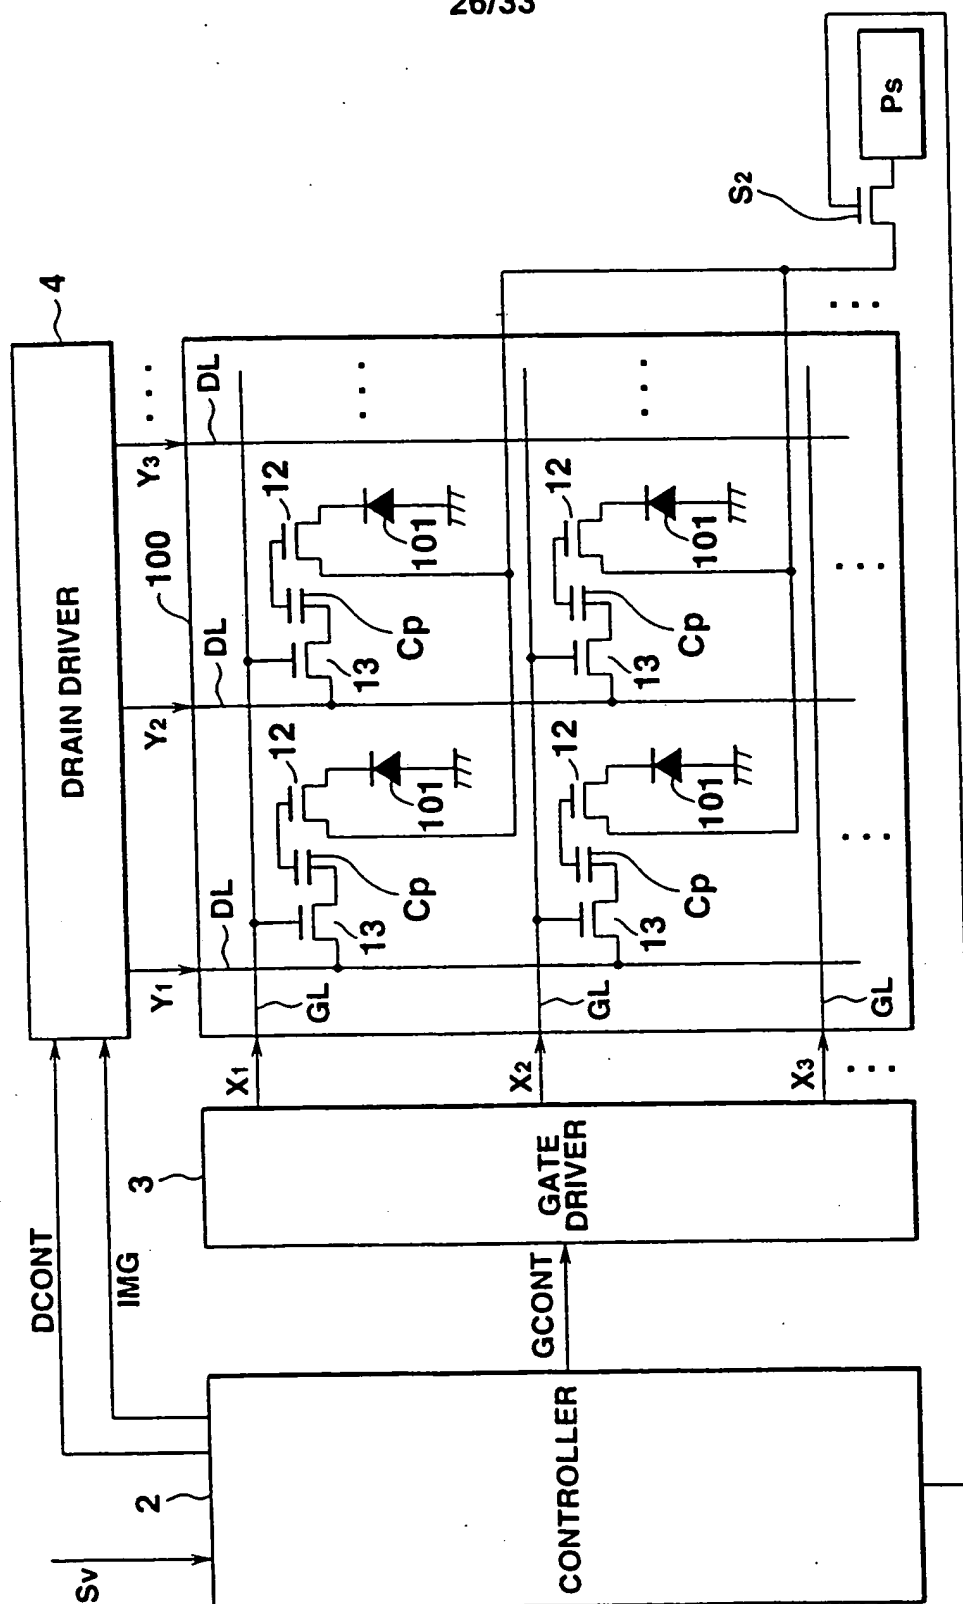 26/33
Ps
S2
4
DRAIN DRIVER
Y1
Y2
Y3
DL
DL
DL
100
12
12
101
101
Cp
Cp
13
13
GL
X1
12
12
101
101
Cp
Cp
13
13
GL
X2
GL
X3
3
GATE
DRIVER
DCONT
IMG
GCONT
2
CONTROLLER
Sv